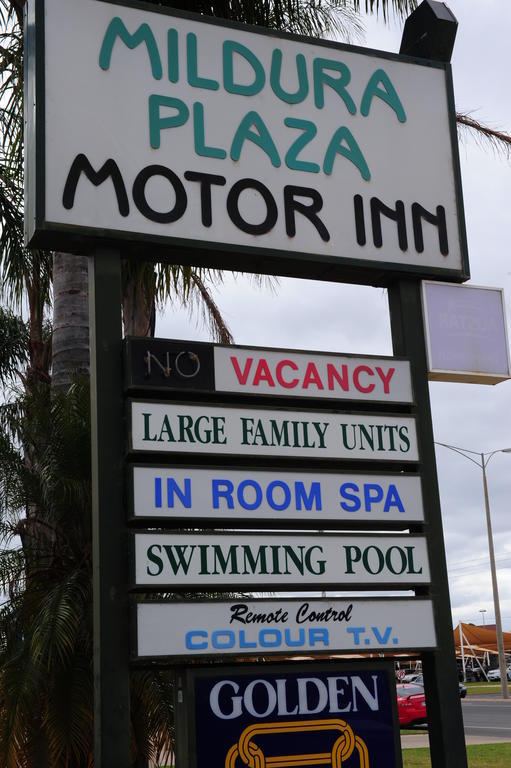 MILDURA
PLAZA
MOTOR INN
NO VACANCY
LARGE FAMILY UNITS
IN ROOM SPA
SWIMMING POOL
Remote Control
COLOUR T.V.
GOLDEN